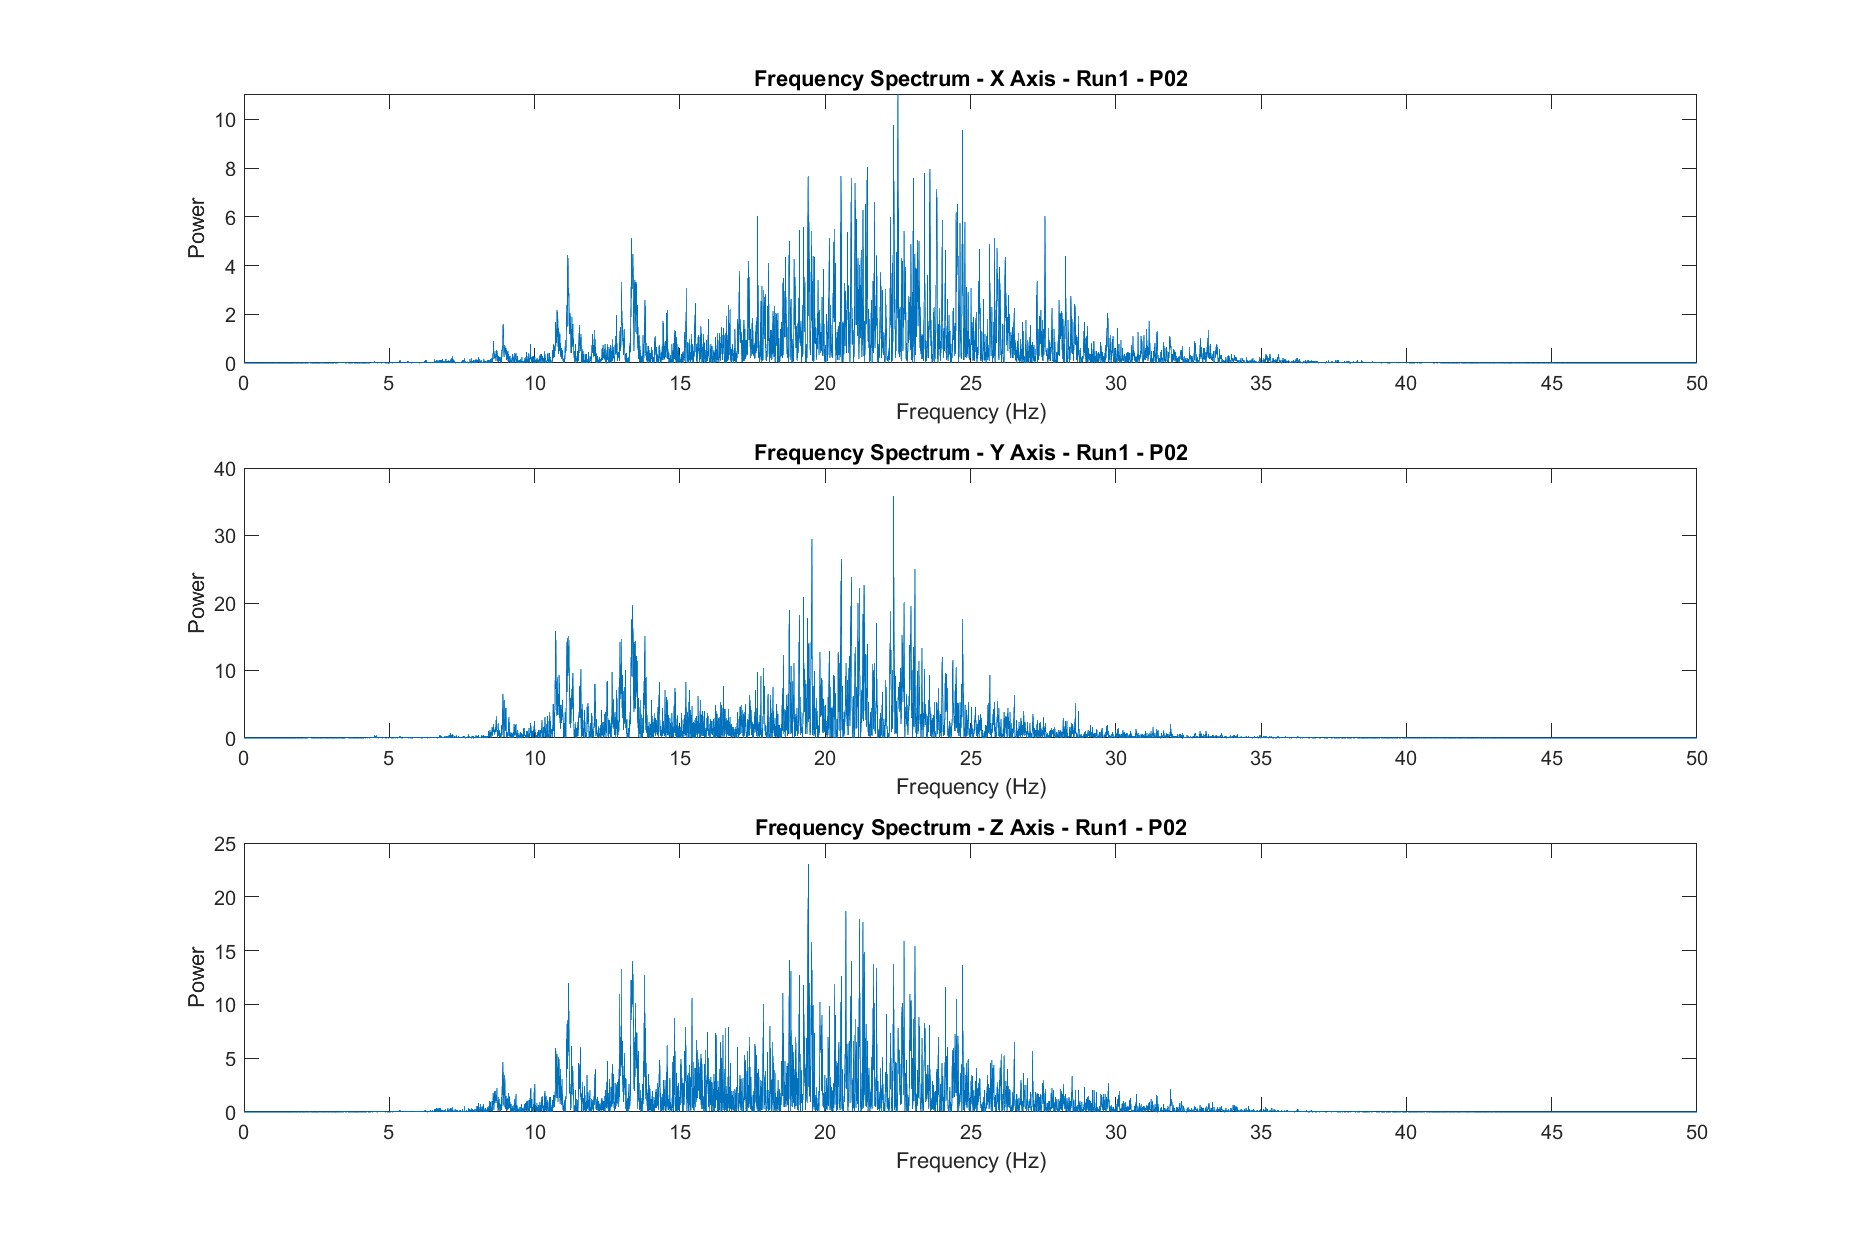 Frequency Spectrum - X Axis - Run1 - P02
10
8
6
4
2
0
Power
0 5 10 15 20 25 30 35 40 45 50
Frequency (Hz)
Frequency Spectrum - Y Axis - Run1 - P02
40
30
20
10
0
Power
0 5 10 15 20 25 30 35 40 45 50
Frequency (Hz)
Frequency Spectrum - Z Axis - Run1 - P02
25
20
15
10
5
0
Power
0 5 10 15 20 25 30 35 40 45 50
Frequency (Hz)